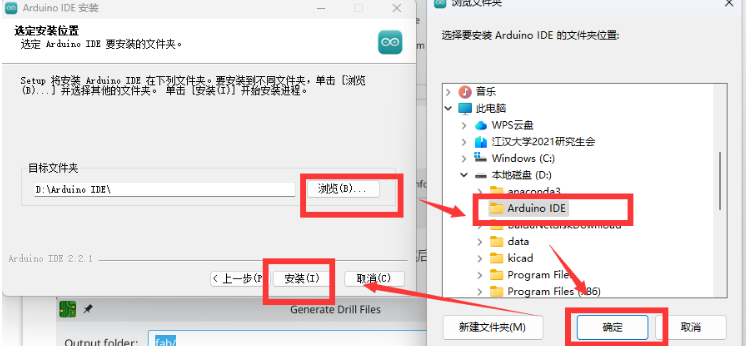 Arduino IDE 安装
选定安装位置
选定 Arduino IDE 要安装的文件夹。
Setup 将安装 Arduino IDE 在下列文件夹。要安装到不同文件夹，单击 [浏览
(B)...] 并选择其他的文件夹。 单击 [安装(I)] 开始安装进程。
目标文件夹
D:\Arduino IDE\
浏览(B)...
Arduino IDE 2.2.1
< 上一步(P
安装(I)
取消(C)
Generate Drill Files
Output folder:
fab/
浏览文件夹
选择要安装 Arduino IDE 的文件夹位置:
音乐
此电脑
WPS云盘
江汉大学2021研究生会
Windows (C:)
本地磁盘 (D:)
anaconda3
Arduino IDE
BaiduNetdiskDownload
data
kicad
Program Files
Program Files (x86)
新建文件夹(M)
确定
取消